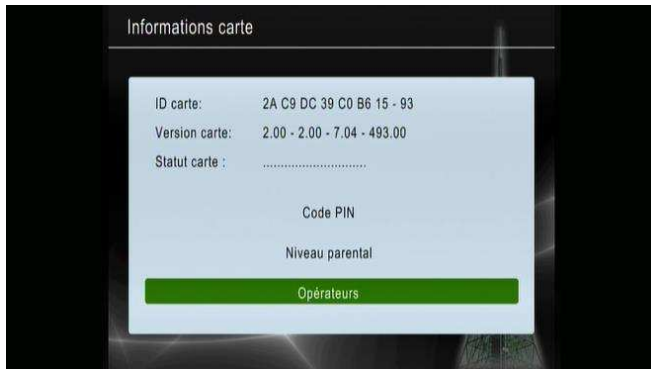 Informations carte
ID carte: 2A C9 DC 39 C0 B6 15 - 93
Version carte: 2.00 - 2.00 - 7.04 - 493.00
Statut carte : ............................
Code PIN
Niveau parental
Opérateurs